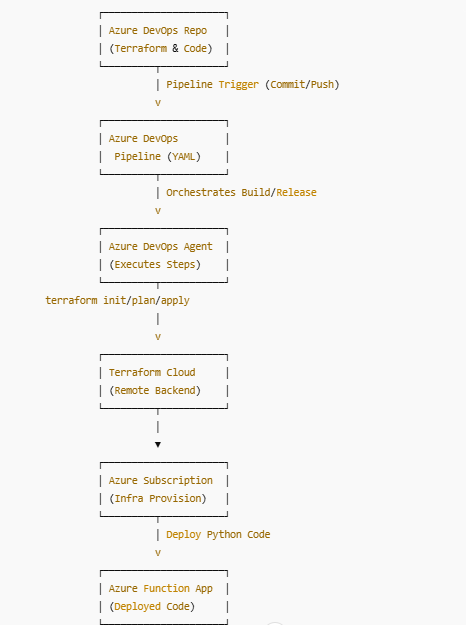 Azure DevOps Repo
(Terraform & Code)
Pipeline Trigger (Commit/Push)
v
Azure DevOps
Pipeline (YAML)
Orchestrates Build/Release
v
Azure DevOps Agent
(Executes Steps)
terraform init/plan/apply
v
Terraform Cloud
(Remote Backend)
Azure Subscription
(Infra Provision)
Deploy Python Code
v
Azure Function App
(Deployed Code)